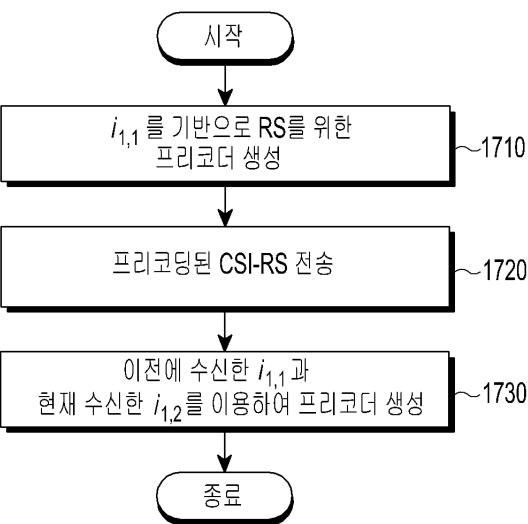 시작
i1,1 를 기반으로 RS를 위한
프리코더 생성
1710
프리코딩된 CSI-RS 전송
1720
이전에 수신한 i1,1 과
현재 수신한 i1,2를 이용하여 프리코더 생성
1730
종료